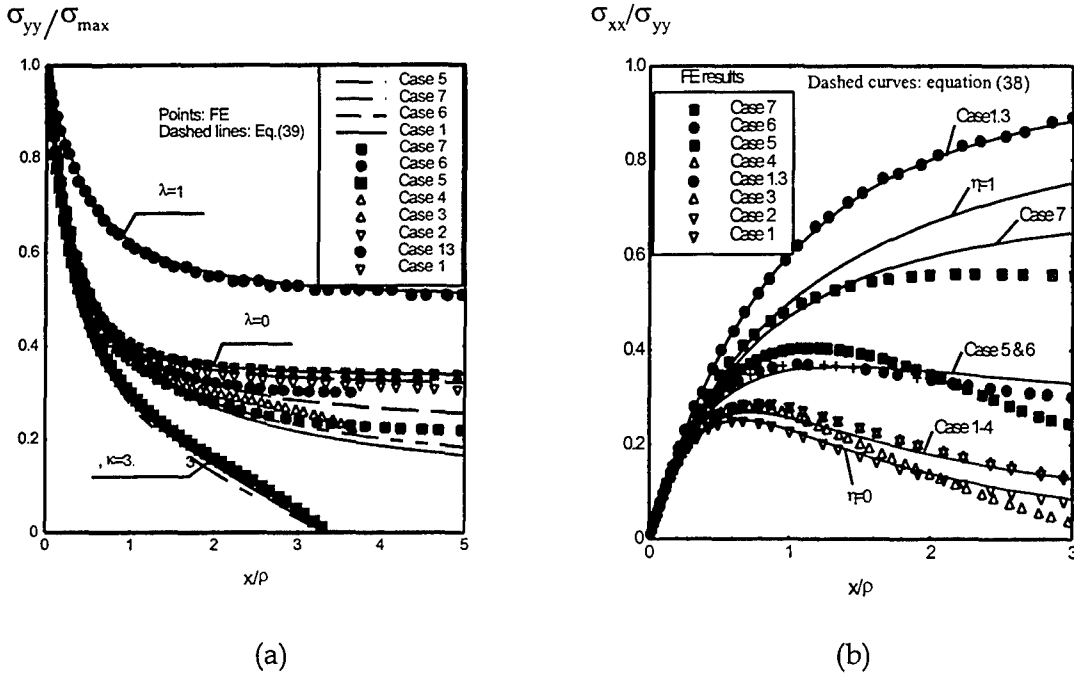 σyy/σmax
1.0
0.8
0.6
0.4
0.2
0
0
1
2
3
4
5
x/ρ
Points: FE
Dashed lines: Eq.(39)
λ=1
λ=0
, κ=3.
3
Case 5
Case 7
Case 6
Case 1
Case 7
Case 6
Case 5
Case 4
Case 3
Case 2
Case 13
Case 1
(a)
σxx/σyy
1.0
0.8
0.6
0.4
0.2
0
0
1
2
3
x/ρ
FE results
Case 7
Case 6
Case 5
Case 4
Case 1.3
Case 3
Case 2
Case 1
Dashed curves: equation (38)
Case1.3
η=1
Case 7
Case 5&6
Case 1-4
η=0
(b)